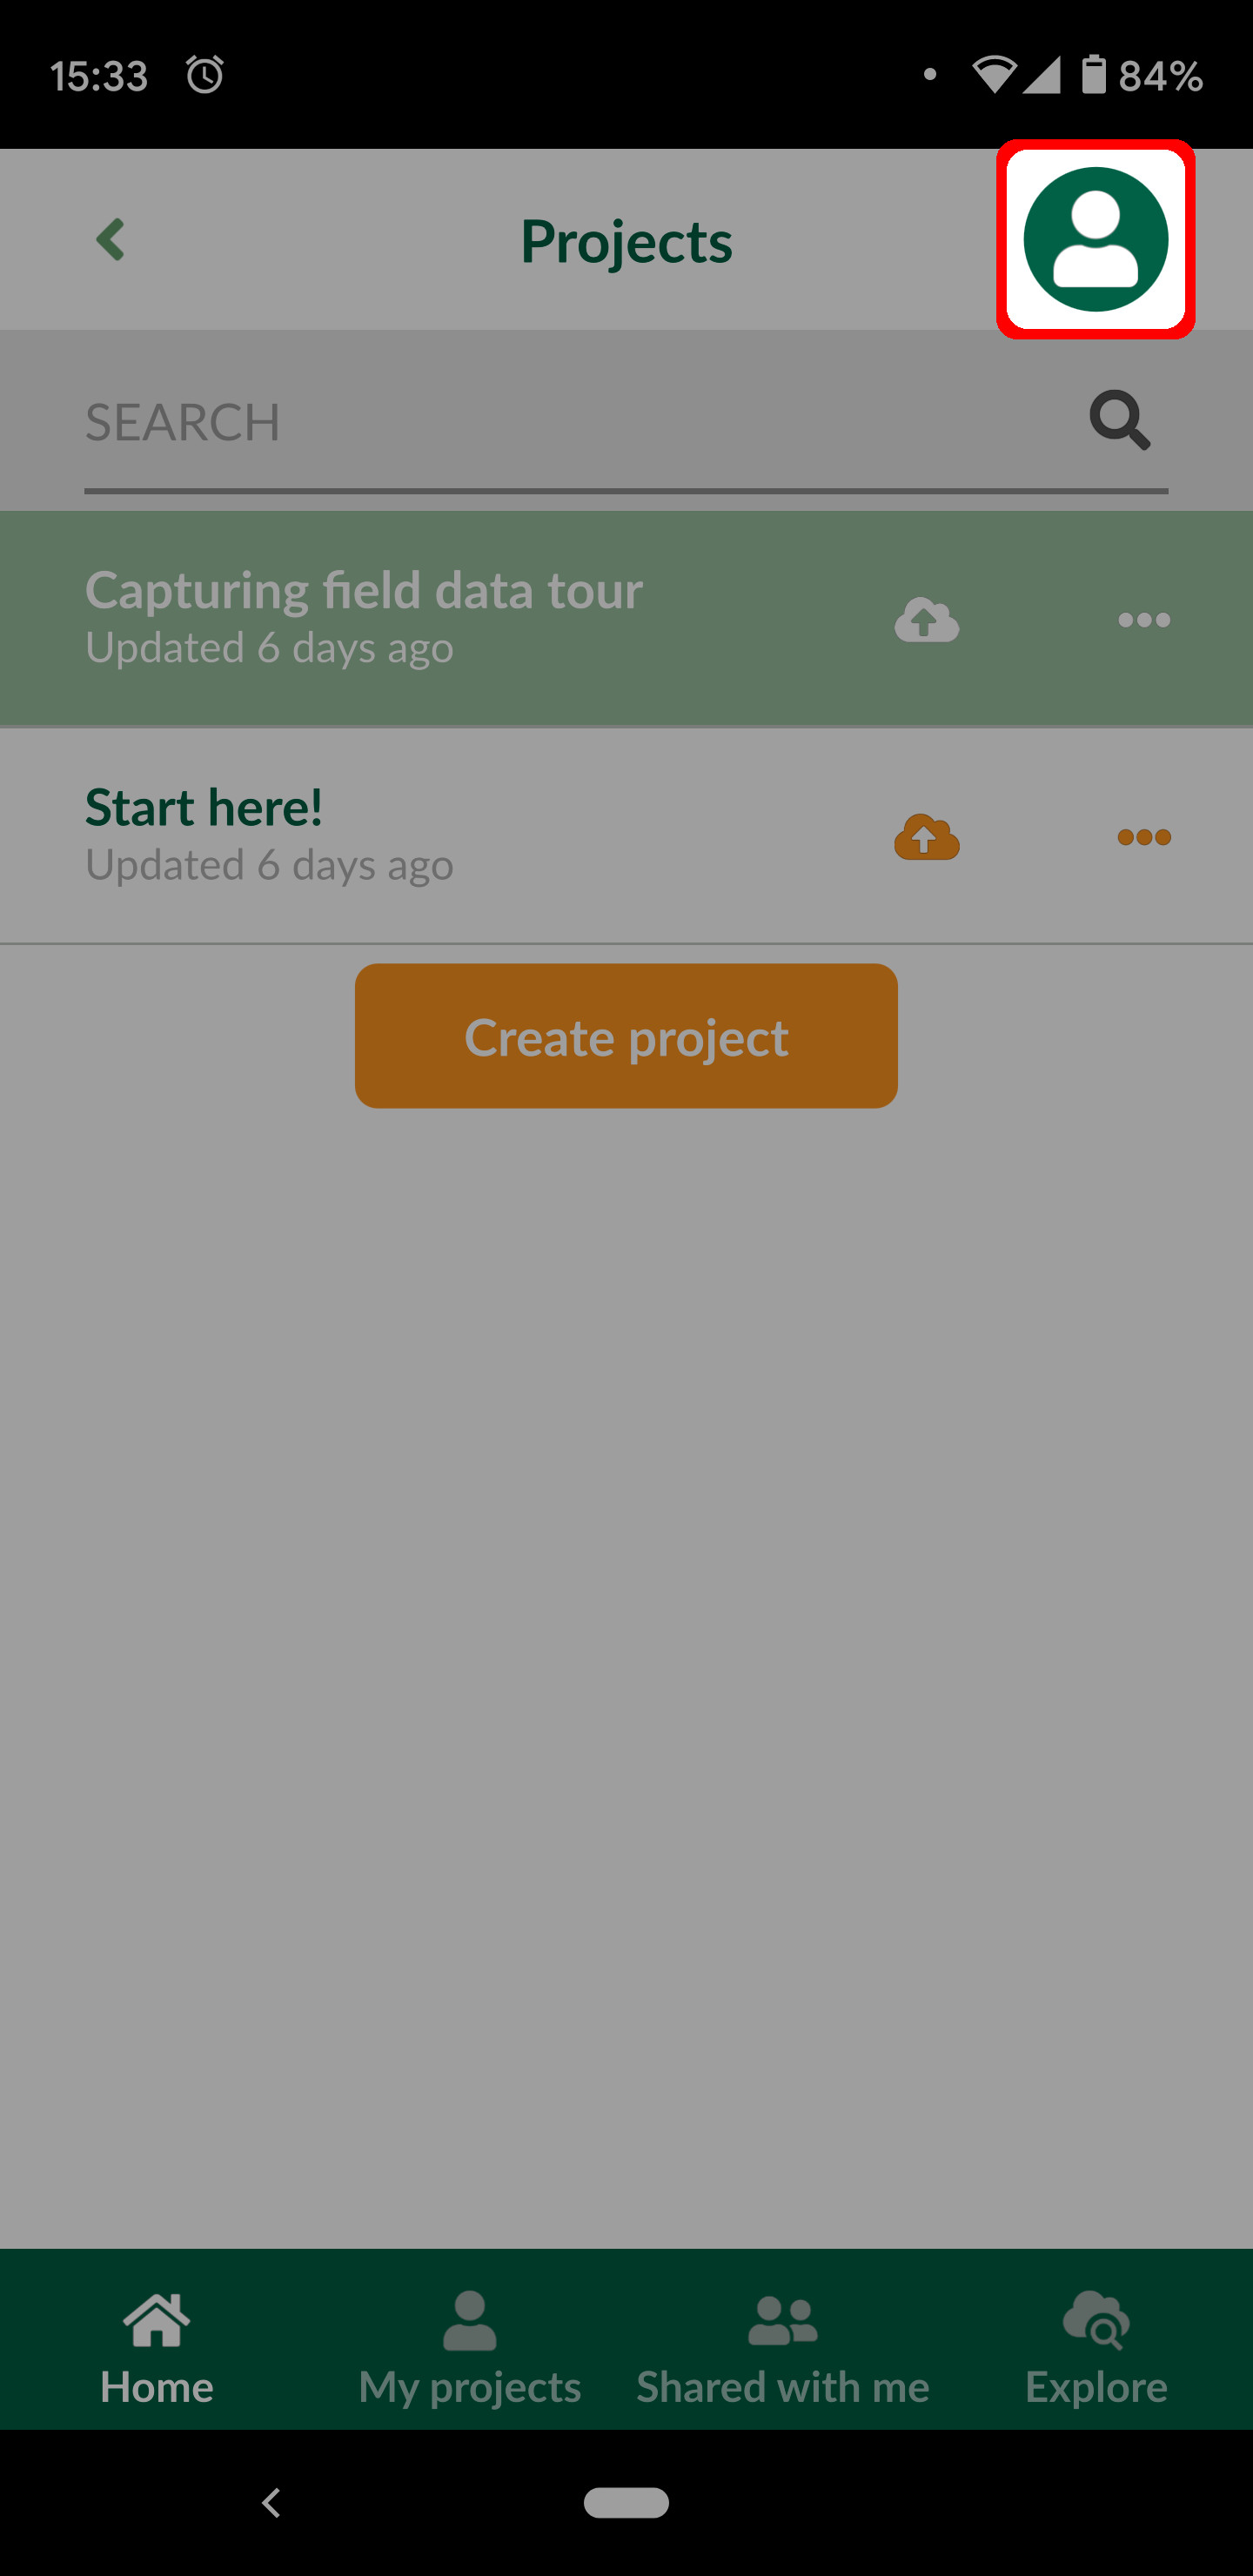 15:33
84%
Projects
SEARCH
Capturing field data tour
Updated 6 days ago
Start here!
Updated 6 days ago
Create project
Home
My projects
Shared with me
Explore